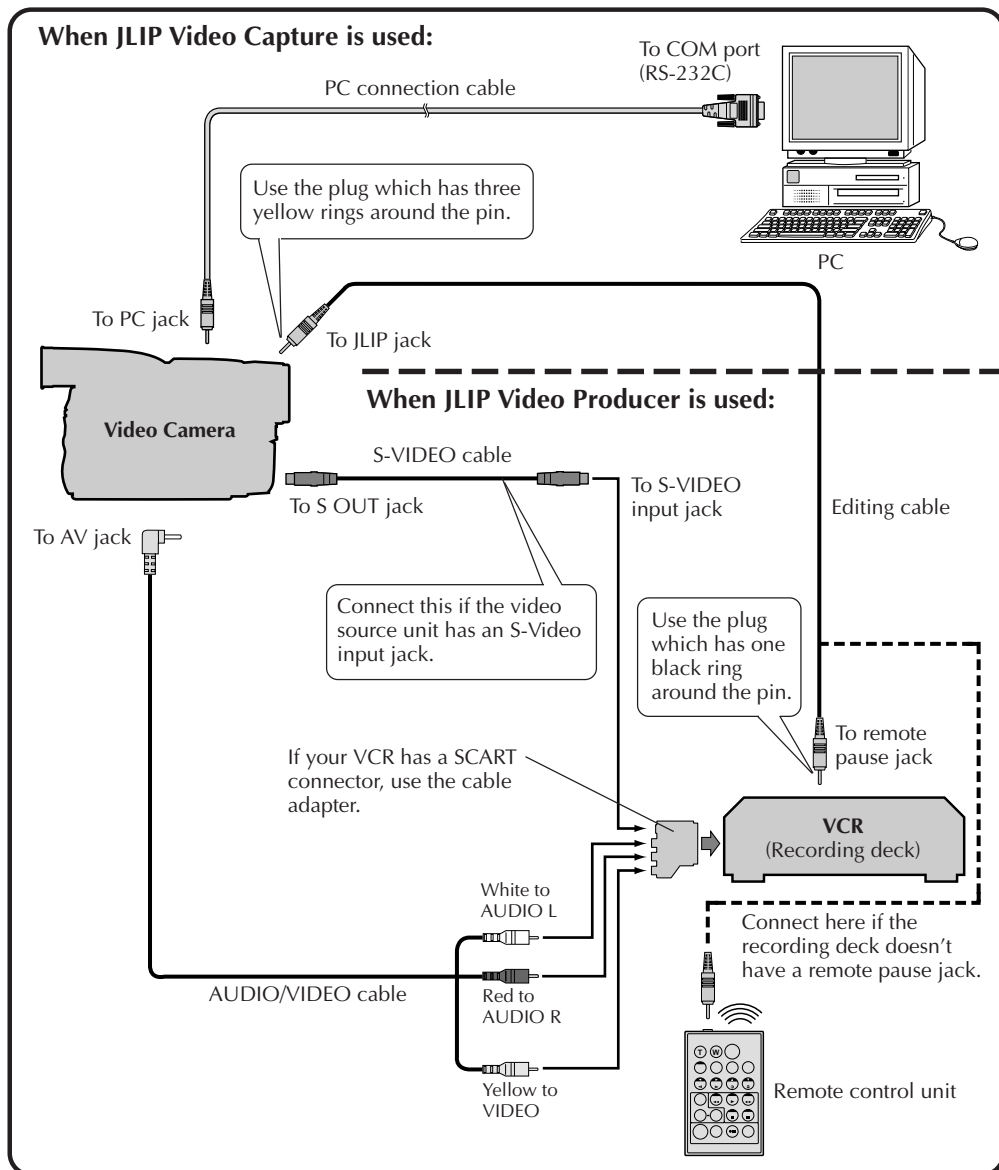 When JLIP Video Capture is used:
To COM port
(RS-232C)
PC connection cable
Use the plug which has three
yellow rings around the pin.
PC
To PC jack
To JLIP jack
When JLIP Video Producer is used:
Video Camera
S-VIDEO cable
To S OUT jack
To S-VIDEO
input jack
Editing cable
To AV jack
Connect this if the video
source unit has an S-Video
input jack.
Use the plug
which has one
black ring
around the pin.
To remote
pause jack
If your VCR has a SCART
connector, use the cable
adapter.
VCR
(Recording deck)
White to
AUDIO L
Connect here if the
recording deck doesn't
have a remote pause jack.
AUDIO/VIDEO cable
Red to
AUDIO R
T W
Yellow to
VIDEO
Remote control unit